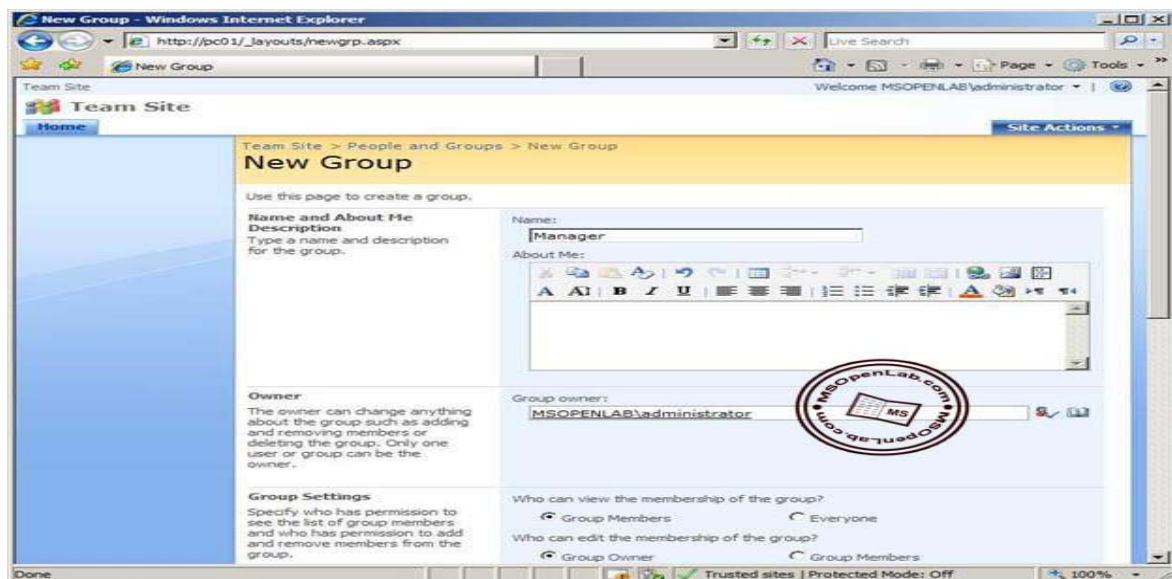 New Group - Windows Internet Explorer
http://pc01/_layouts/newgrp.aspx
Live Search
New Group
Page
Tools
Team Site
Welcome MSOPENLAB\administrator
Team Site
Home
Site Actions
Team Site > People and Groups > New Group
New Group
Use this page to create a group.
Name and About Me
Description
Type a name and description
for the group.
Name:
Manager
About Me:
A AI B I U
Owner
The owner can change anything
about the group such as adding
and removing members or
deleting the group. Only one
user or group can be the
owner.
Group owner:
MSOPENLAB\administrator
MSOpenLab.com
MSOpenLab.com
MS
Group Settings
Specify who has permission to
see the list of group members
and who has permission to add
and remove members from the
group.
Who can view the membership of the group?
Group Members
Everyone
Who can edit the membership of the group?
Group Owner
Group Members
Done
Trusted sites | Protected Mode: Off
100%